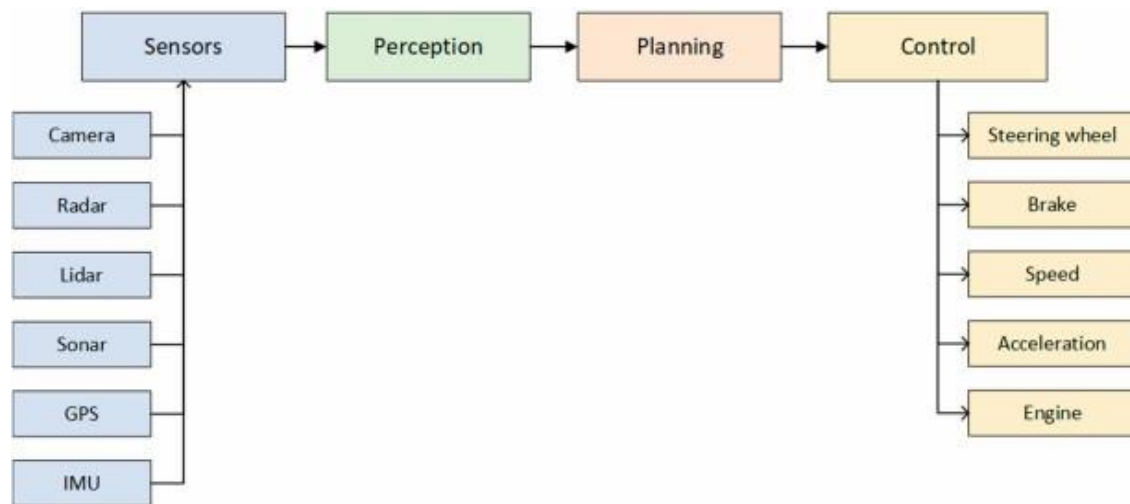 Sensors
Perception
Planning
Control
Camera
Radar
Lidar
Sonar
GPS
IMU
Steering wheel
Brake
Speed
Acceleration
Engine